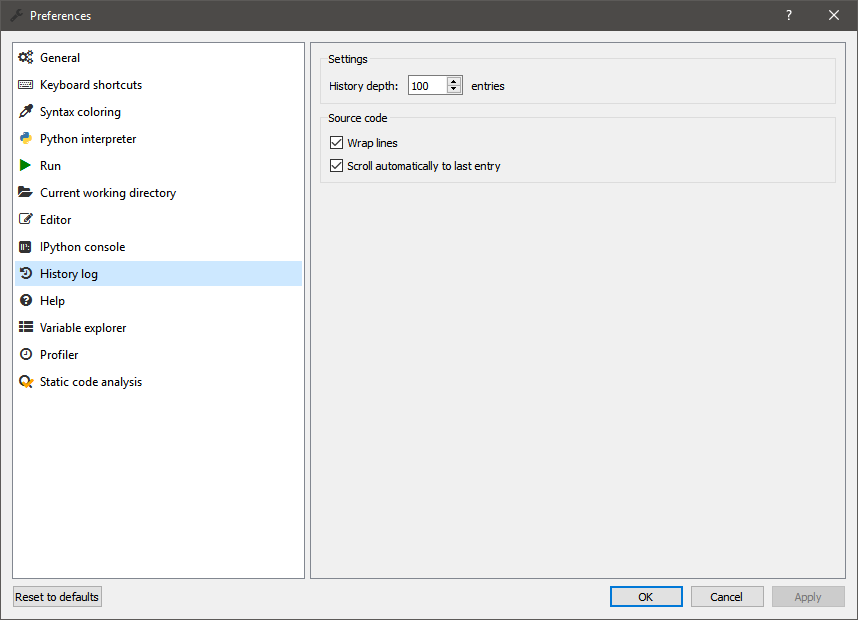 Preferences
?
General
Keyboard shortcuts
Syntax coloring
Python interpreter
Run
Current working directory
Editor
IPython console
History log
Help
Variable explorer
Profiler
Static code analysis
Settings
History depth: 100 entries
Source code
Wrap lines
Scroll automatically to last entry
Reset to defaults
OK
Cancel
Apply